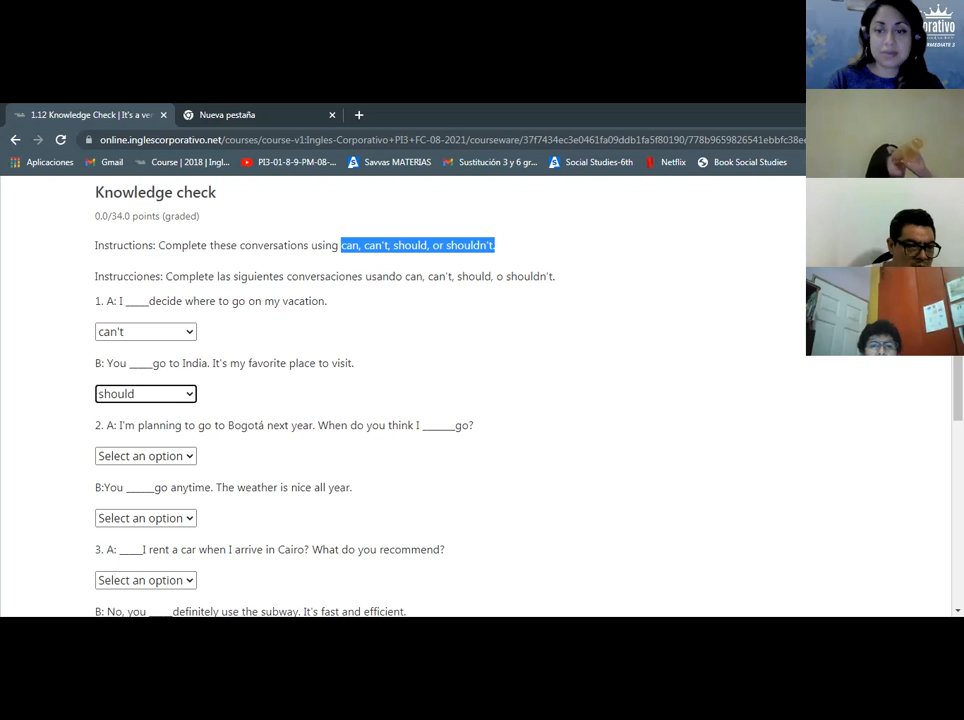 1.12 Knowledge Check | It's a ver
Nueva pestaña
online.inglescorporativo.net/courses/course-v1:Ingles-Corporativo+PI3+FC-08-2021/courseware/37f7434ec3e0461fa09ddb1fa5f80190/778b9659826541ebbfc38ee
Aplicaciones
Gmail
Course | 2018 | Ingl...
PI3-01-8-9-PM-08-...
Savvas MATERIAS
Sustitución 3 y 6 gr...
Social Studies-6th
Netflix
Book Social Studies
Knowledge check
0.0/34.0 points (graded)
Instructions: Complete these conversations using can, can't, should, or shouldn't.
Instrucciones: Complete las siguientes conversaciones usando can, can't, should, o shouldn't.
1. A: I _____decide where to go on my vacation.
can't
B: You _____go to India. It's my favorite place to visit.
should
2. A: I'm planning to go to Bogotá next year. When do you think I _______go?
Select an option
B:You ______go anytime. The weather is nice all year.
Select an option
3. A: _____I rent a car when I arrive in Cairo? What do you recommend?
Select an option
B: No, you _____definitely use the subway. It's fast and efficient.
orativo